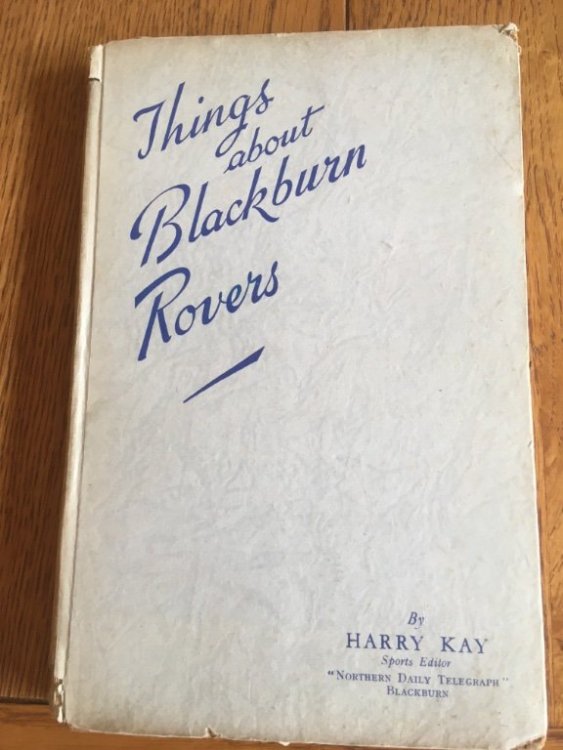 Things
about
Blackburn
Rovers
By
HARRY KAY
Sports Editor
"NORTHERN DAILY TELEGRAPH"
BLACKBURN